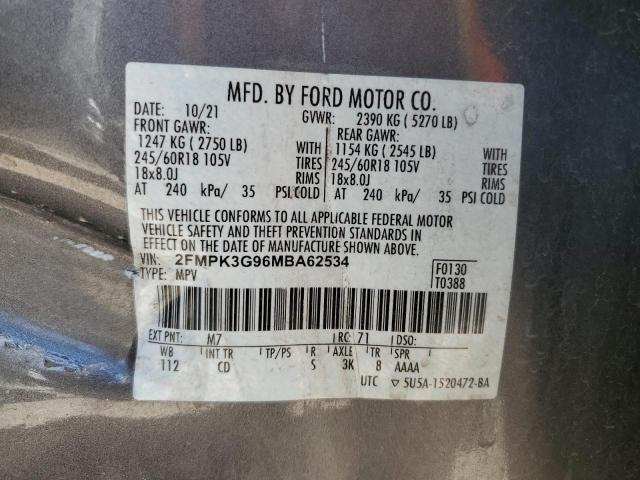 MFD. BY FORD MOTOR CO.
DATE: 10/21 GVWR: 2390 KG ( 5270 LB)
FRONT GAWR: REAR GAWR:
1247 KG ( 2750 LB) WITH 1154 KG ( 2545 LB) WITH
245/60R18 105V TIRES 245/60R18 105V TIRES
18x8.0J RIMS 18x8.0J RIMS
AT 240 kPa/ 35 PSI COLD AT 240 kPa/ 35 PSI COLD
THIS VEHICLE CONFORMS TO ALL APPLICABLE FEDERAL MOTOR
VEHICLE SAFETY AND THEFT PREVENTION STANDARDS IN
EFFECT ON THE DATE OF MANUFACTURE SHOWN ABOVE.
VIN: 2FMPK3G96MBA62534
TYPE: MPV
F0130
T0388
EXT PNT: M7 RC: 71 DSO:
WB INT TR TP/PS R AXLE TR SPR
112 CD S 3K 8 AAAA
UTC ▽ 5U5A-1520472-BA